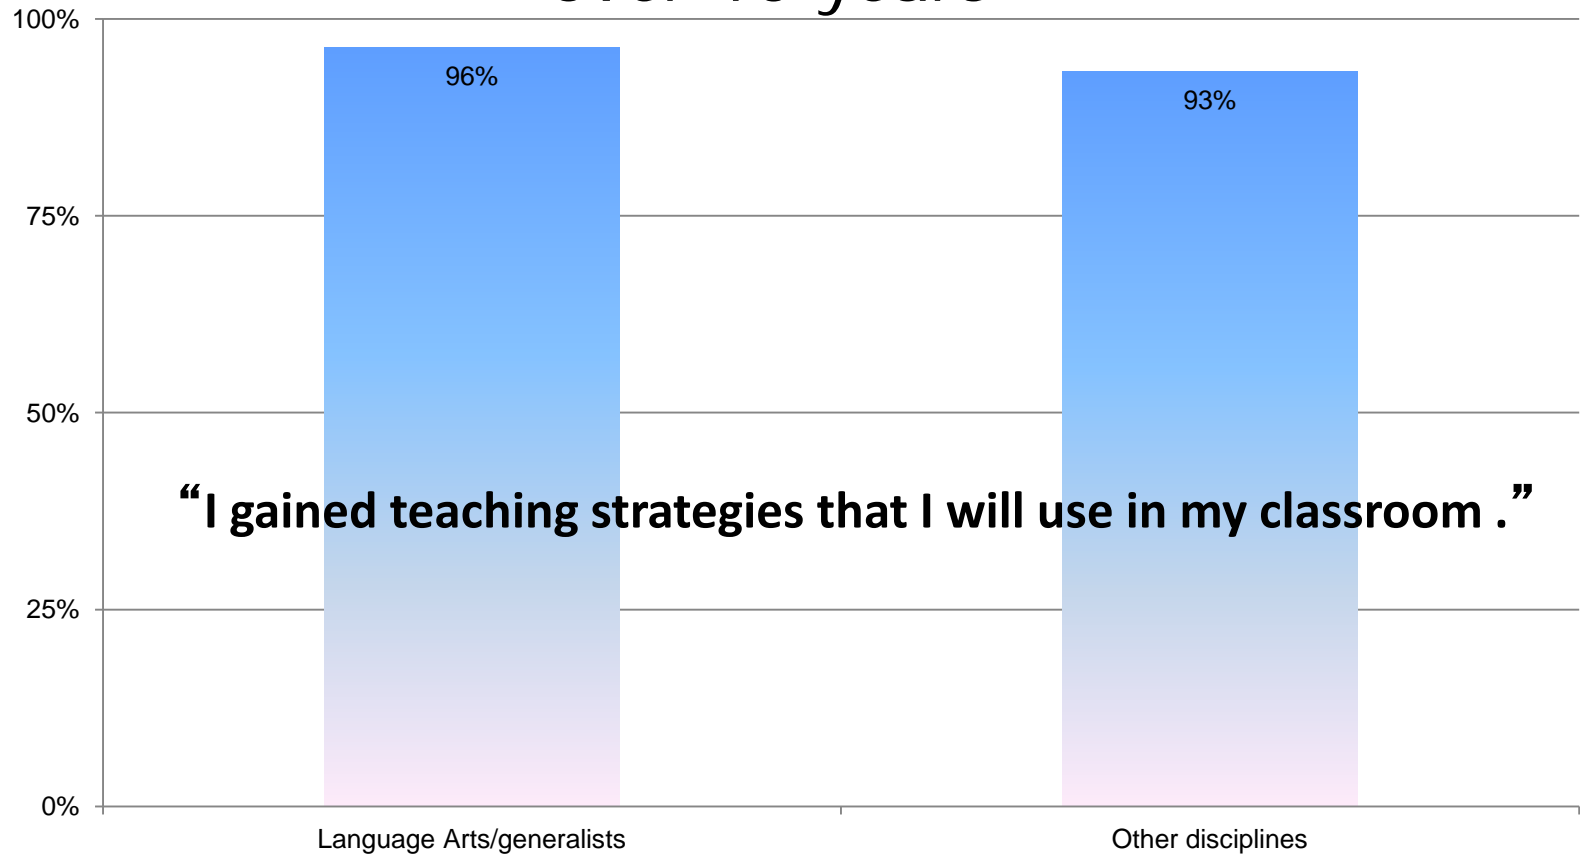 100%
96%
93%
75%
50%
“I gained teaching strategies that I will use in my classroom .”
25%
0%
Language Arts/generalists
Other disciplines